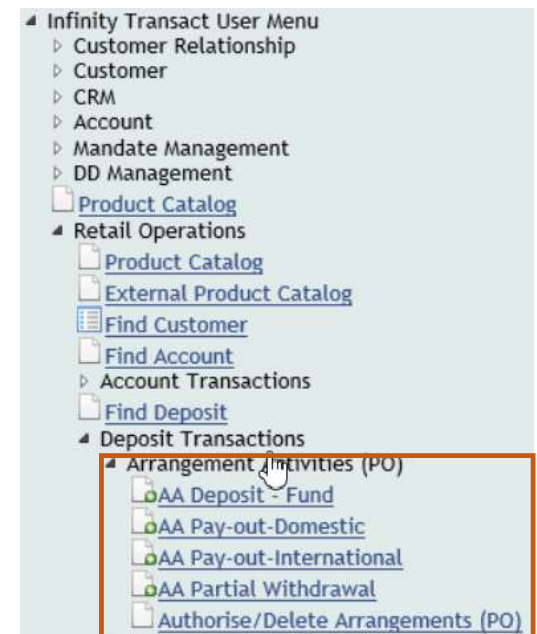 Infinity Transact User Menu
Customer Relationship
Customer
CRM
Account
Mandate Management
DD Management
Product Catalog
Retail Operations
Product Catalog
External Product Catalog
Find Customer
Find Account
Account Transactions
Find Deposit
Deposit Transactions
Arrangement Activities (PO)
AA Deposit - Fund
AA Pay-out-Domestic
AA Pay-out-International
AA Partial Withdrawal
Authorise/Delete Arrangements (PO)